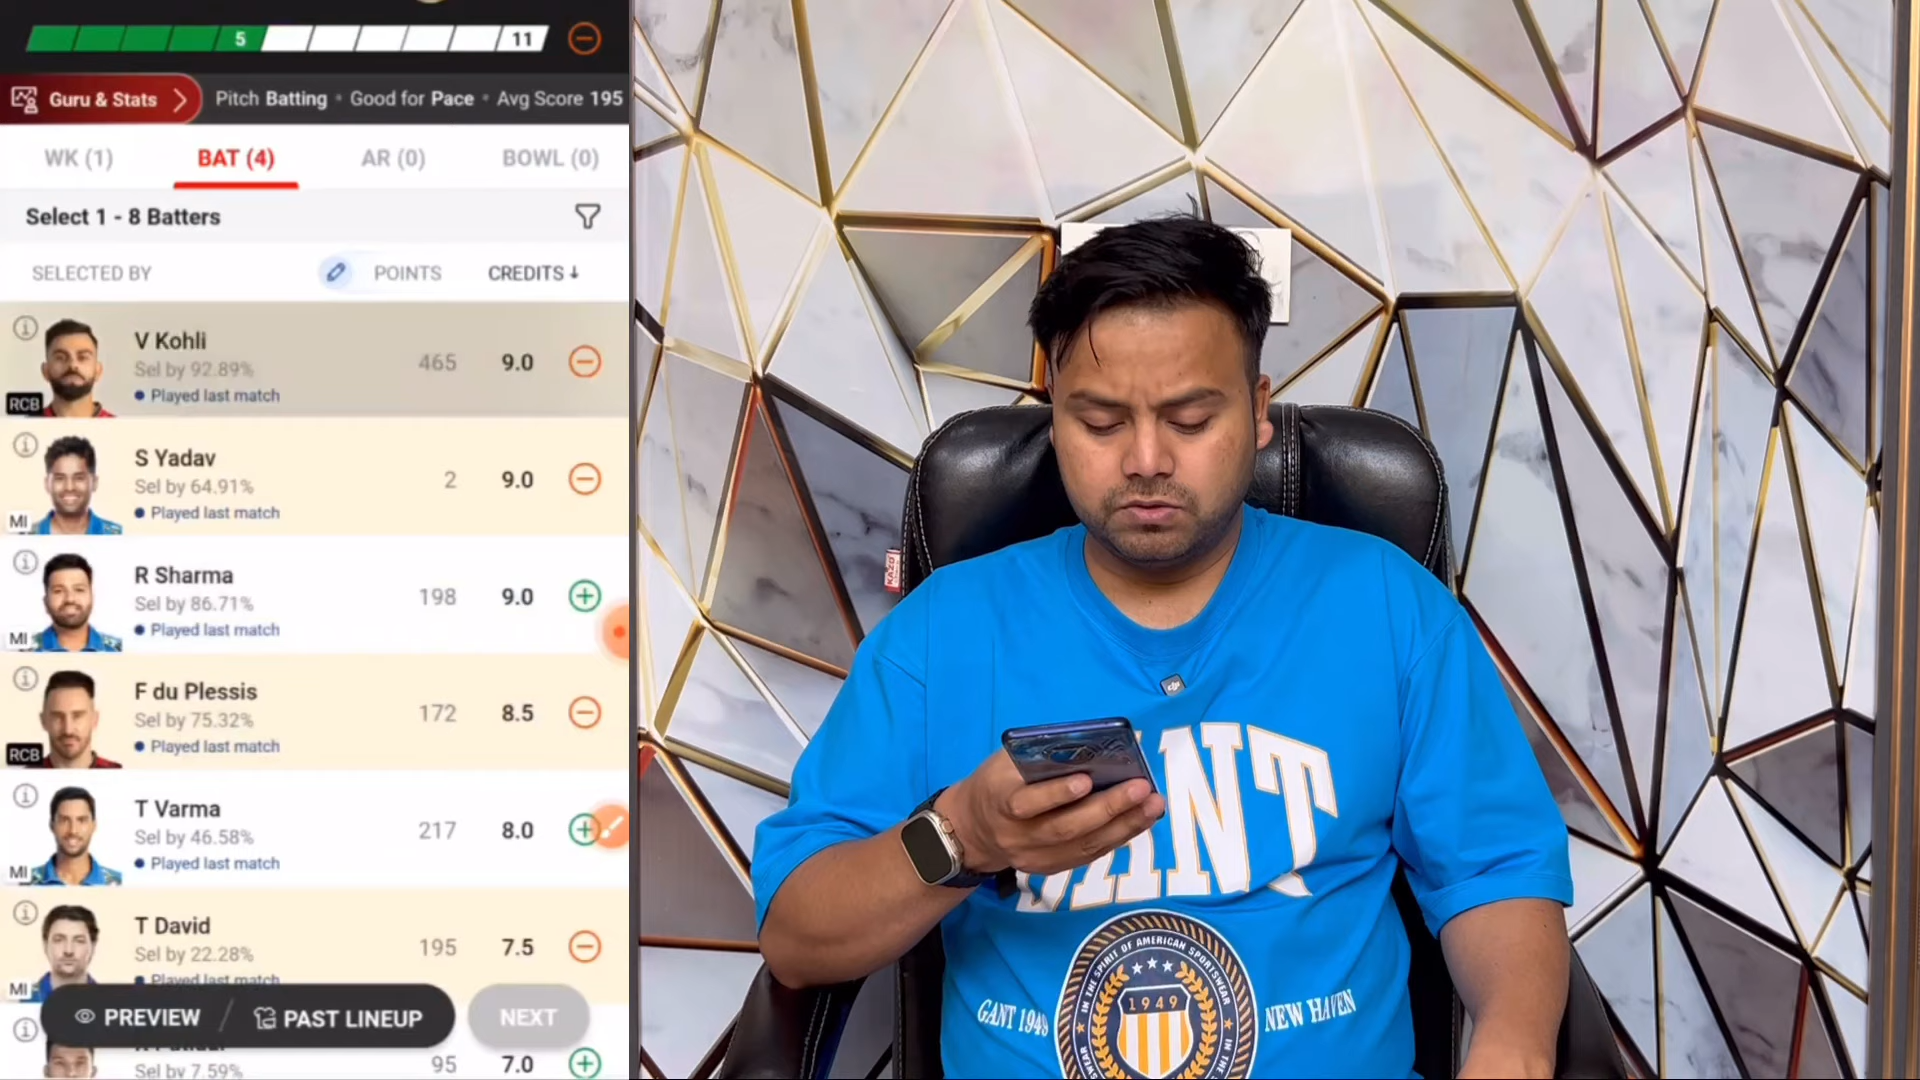 5 11
Guru & Stats Pitch Batting • Good for Pace • Avg Score 195
WK (1) BAT (4) AR (0) BOWL (0)
Select 1 - 8 Batters
SELECTED BY POINTS CREDITS ↓
V Kohli
Sel by 92.89% 465 9.0
Played last match
RCB
S Yadav
Sel by 64.91% 2 9.0
Played last match
MI
R Sharma
Sel by 86.71% 198 9.0
Played last match
MI
F du Plessis
Sel by 75.32% 172 8.5
Played last match
RCB
T Varma
Sel by 46.58% 217 8.0
Played last match
MI
T David
Sel by 22.28% 195 7.5
Played last match
MI
PREVIEW / PAST LINEUP NEXT
Sel by 7.59% 95 7.0
GANT
IN THE SPIRIT OF AMERICAN SPORTSWEAR
1949
GANT 1949 NEW HAVEN